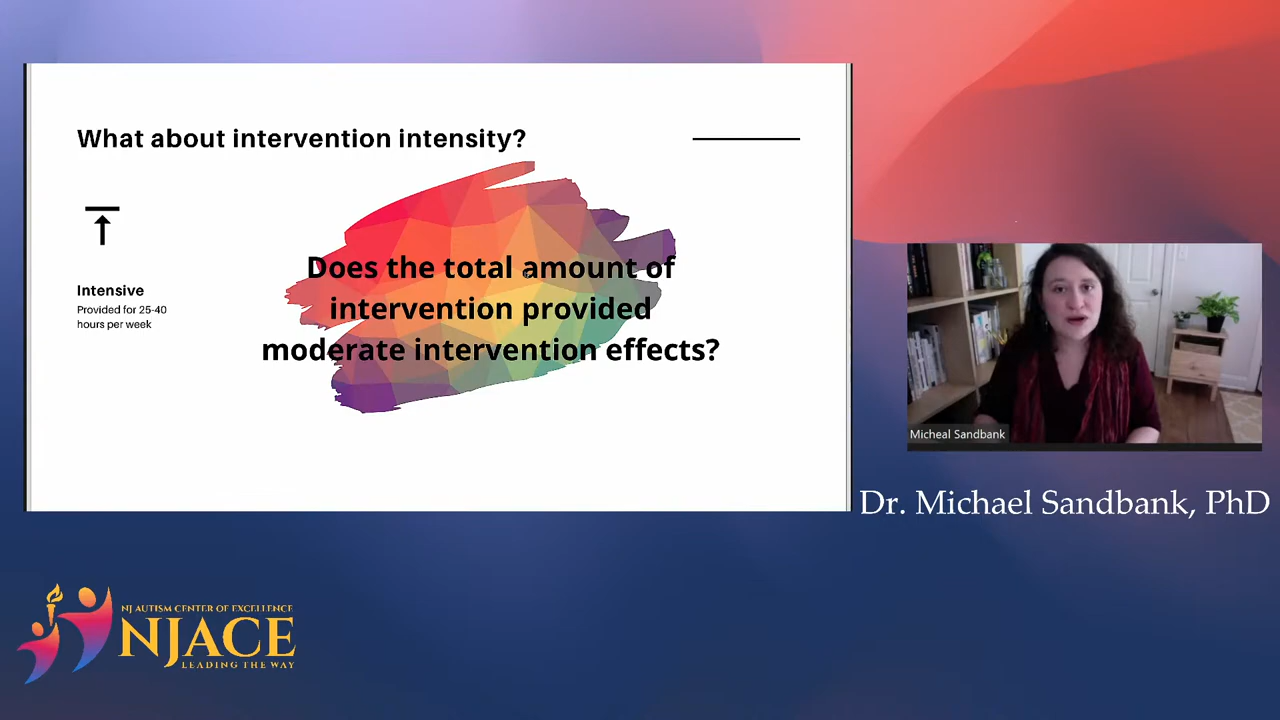 What about intervention intensity?
Intensive
Provided for 25-40
hours per week
Does the total amount of
intervention provided
moderate intervention effects?
Micheal Sandbank
Dr. Michael Sandbank, PhD
NJ AUTISM CENTER OF EXCELLENCE
NJACE
LEADING THE WAY